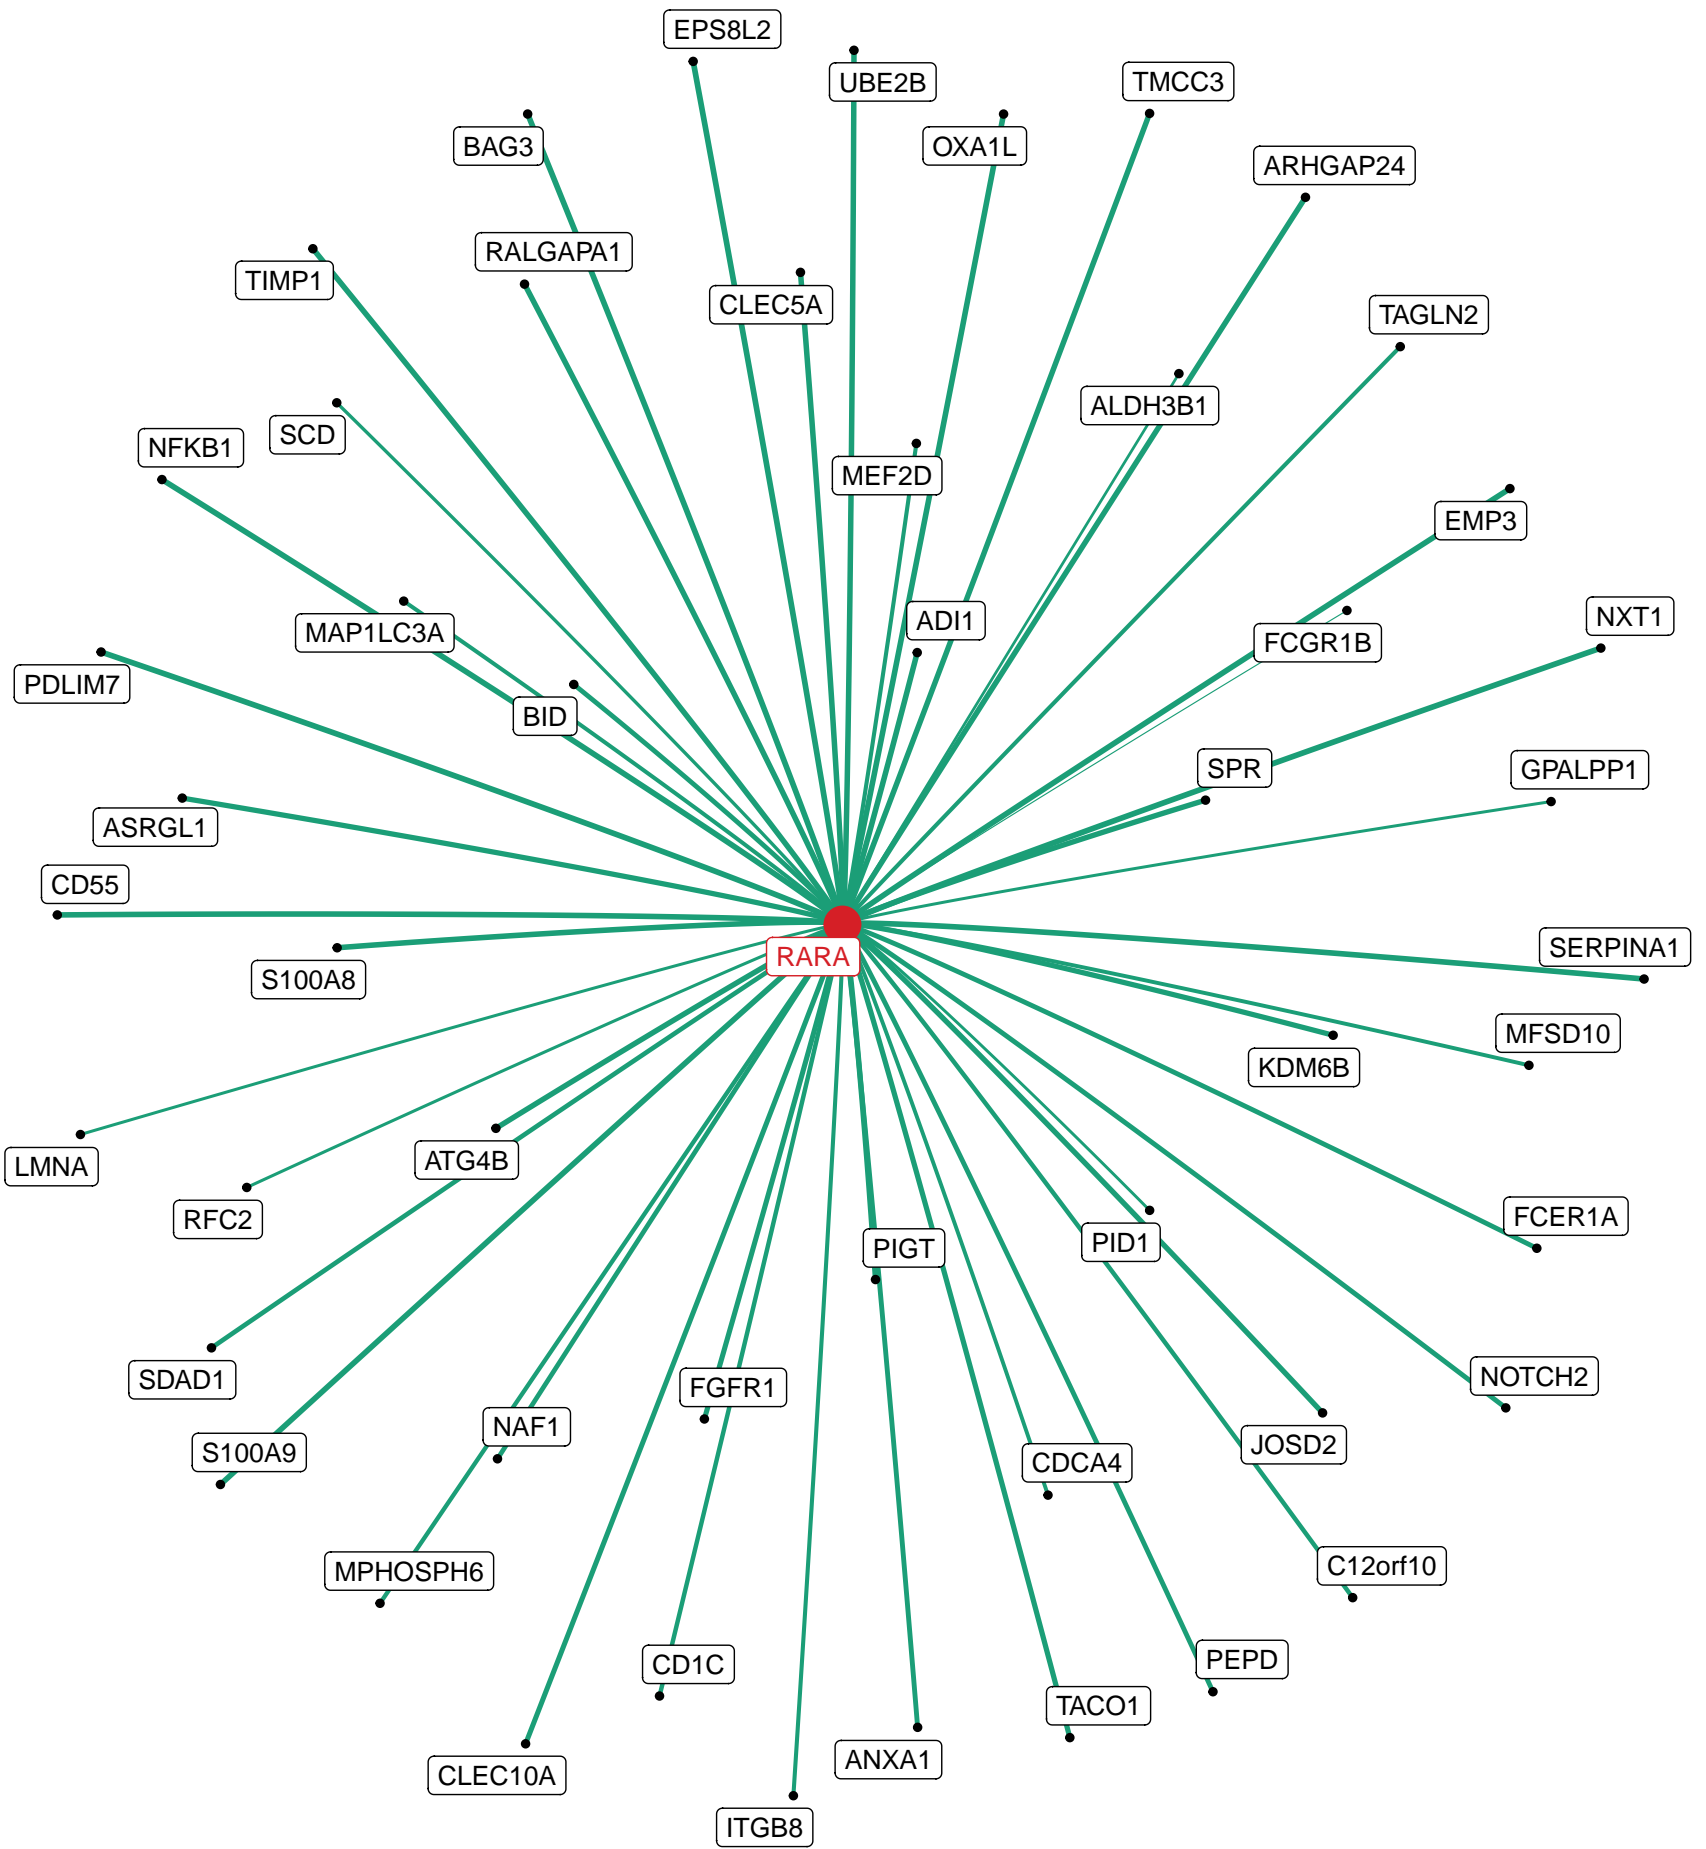 EPS8L2
UBE2B
TMCC3
BAG3
OXA1L
ARHGAP24
RALGAPA1
TIMP1
CLEC5A
TAGLN2
ALDH3B1
SCD
NFKB1
MEF2D
EMP3
NXT1
ADI1
MAP1LC3A
FCGR1B
PDLIM7
BID
SPR
GPALPP1
ASRGL1
CD55
SERPINA1
RARA
S100A8
MFSD10
KDM6B
ATG4B
LMNA
FCER1A
RFC2
PID1
PIGT
NOTCH2
SDAD1
FGFR1
NAF1
JOSD2
S100A9
CDCA4
C12orf10
MPHOSPH6
PEPD
CD1C
TACO1
ANXA1
CLEC10A
ITGB8